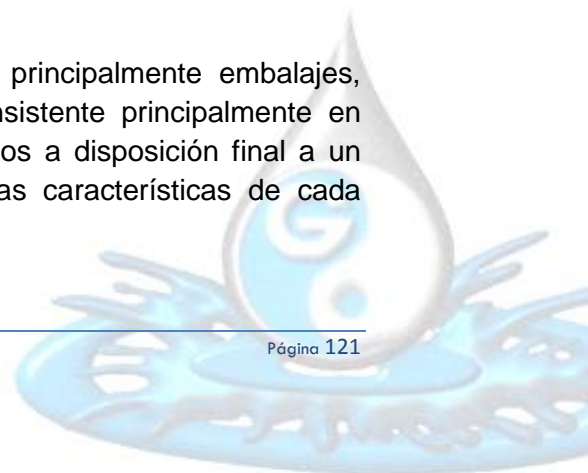 principalmente embalajes,
nsistente principalmente en
os a disposición final a un
as características de cada
G
Página 121